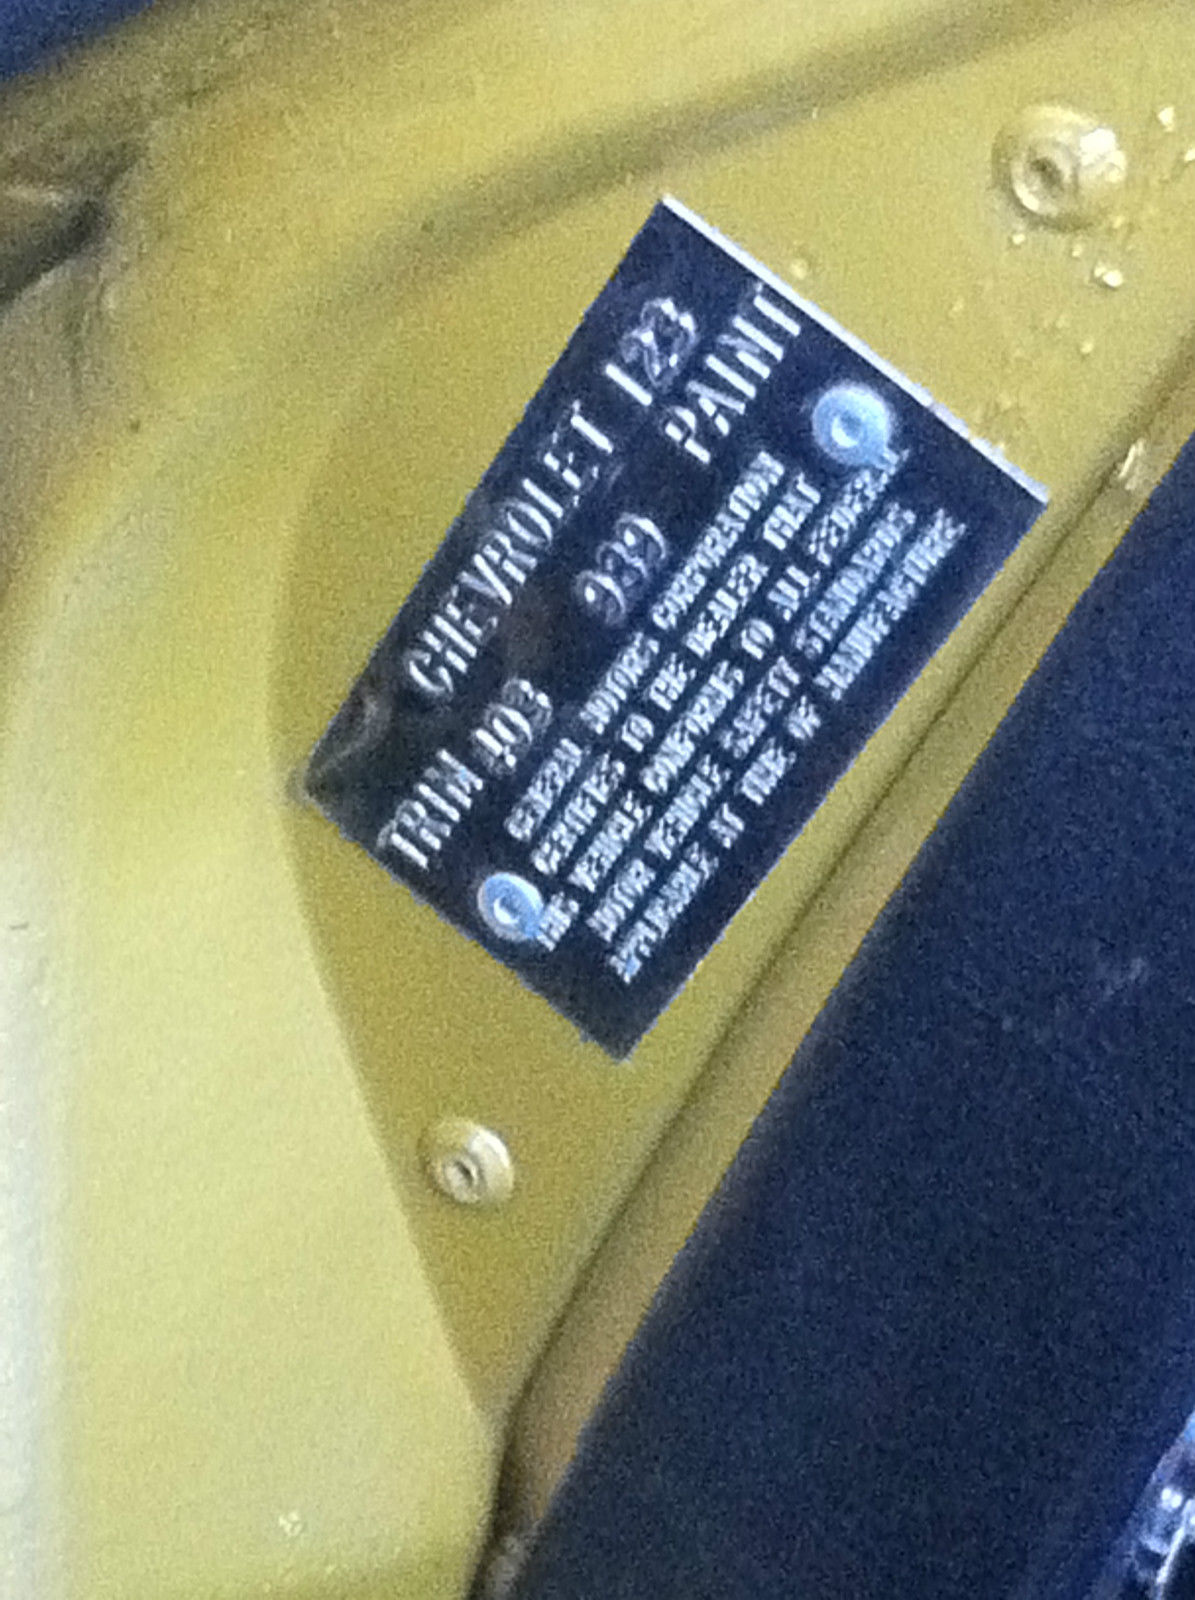 CHEVROLET 123
TRIM 403 939 PAINT
GENERAL MOTORS CORPORATION
CERTIFIES TO THE DEALER THAT
THIS VEHICLE CONFORMS TO ALL FEDERAL
MOTOR VEHICLE SAFETY STANDARDS
APPLICABLE AT TIME OF MANUFACTURE